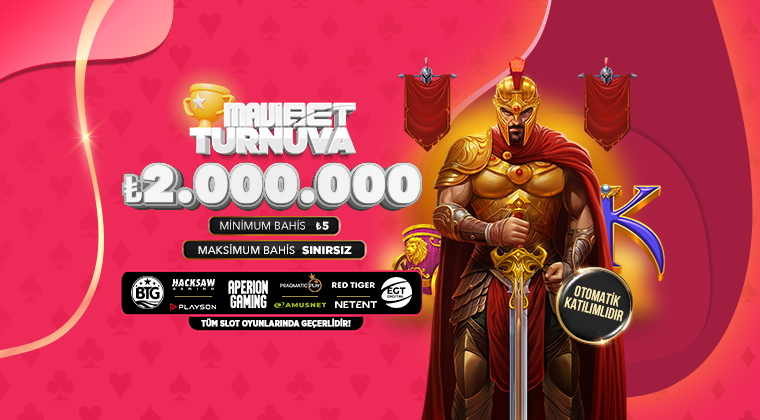 MAVIBET
TURNUVA
₺2.000.000
MİNİMUM BAHİS ₺5
MAKSİMUM BAHİS SINIRSIZ
BTG
HACKSAW
GAMING
APERION
GAMING
PRAGMATIC PLAY
RED TIGER
EGT
DIGITAL
PLAYSON
AMUSNET
NETENT
TÜM SLOT OYUNLARINDA GEÇERLİDİR!
K
OTOMATİK
KATILIMLIDIR